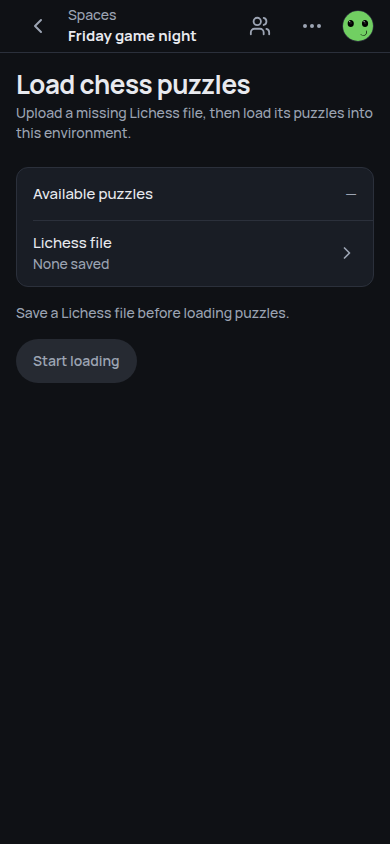 Spaces
Friday game night
Load chess puzzles
Upload a missing Lichess file, then load its puzzles into
this environment.
Available puzzles –
Lichess file
None saved
Save a Lichess file before loading puzzles.
Start loading